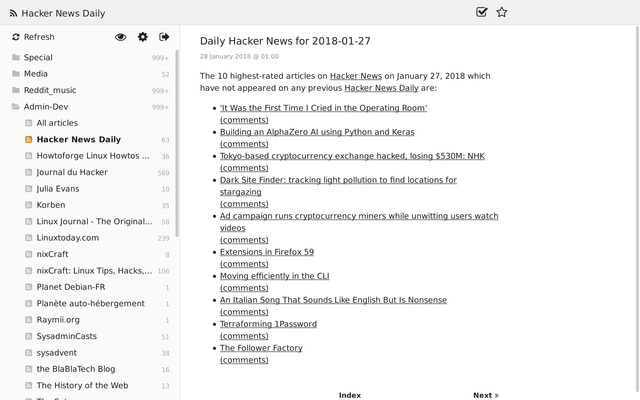 Hacker News Daily
Refresh
Special 999+
Media 52
Reddit_music 999+
Admin-Dev 999+
All articles
Hacker News Daily 63
Howtoforge Linux Howtos ... 36
Journal du Hacker 569
Julia Evans 10
Korben 35
Linux Journal - The Original... 58
Linuxtoday.com 239
nixCraft 8
nixCraft: Linux Tips, Hacks,... 106
Planet Debian-FR 1
Planète auto-hébergement 1
Raymii.org 1
SysadminCasts 51
sysadvent 38
the BlaBlaTech Blog 16
The History of the Web 13
Daily Hacker News for 2018-01-27
28 January 2018 @ 01:00
The 10 highest-rated articles on Hacker News on January 27, 2018 which
have not appeared on any previous Hacker News Daily are:
'It Was the First Time I Cried in the Operating Room'
(comments)
Building an AlphaZero AI using Python and Keras
(comments)
Tokyo-based cryptocurrency exchange hacked, losing $530M: NHK
(comments)
Dark Site Finder: tracking light pollution to find locations for
stargazing
(comments)
Ad campaign runs cryptocurrency miners while unwitting users watch
videos
(comments)
Extensions in Firefox 59
(comments)
Moving efficiently in the CLI
(comments)
An Italian Song That Sounds Like English But Is Nonsense
(comments)
Terraforming 1Password
(comments)
The Follower Factory
(comments)
Index Next »